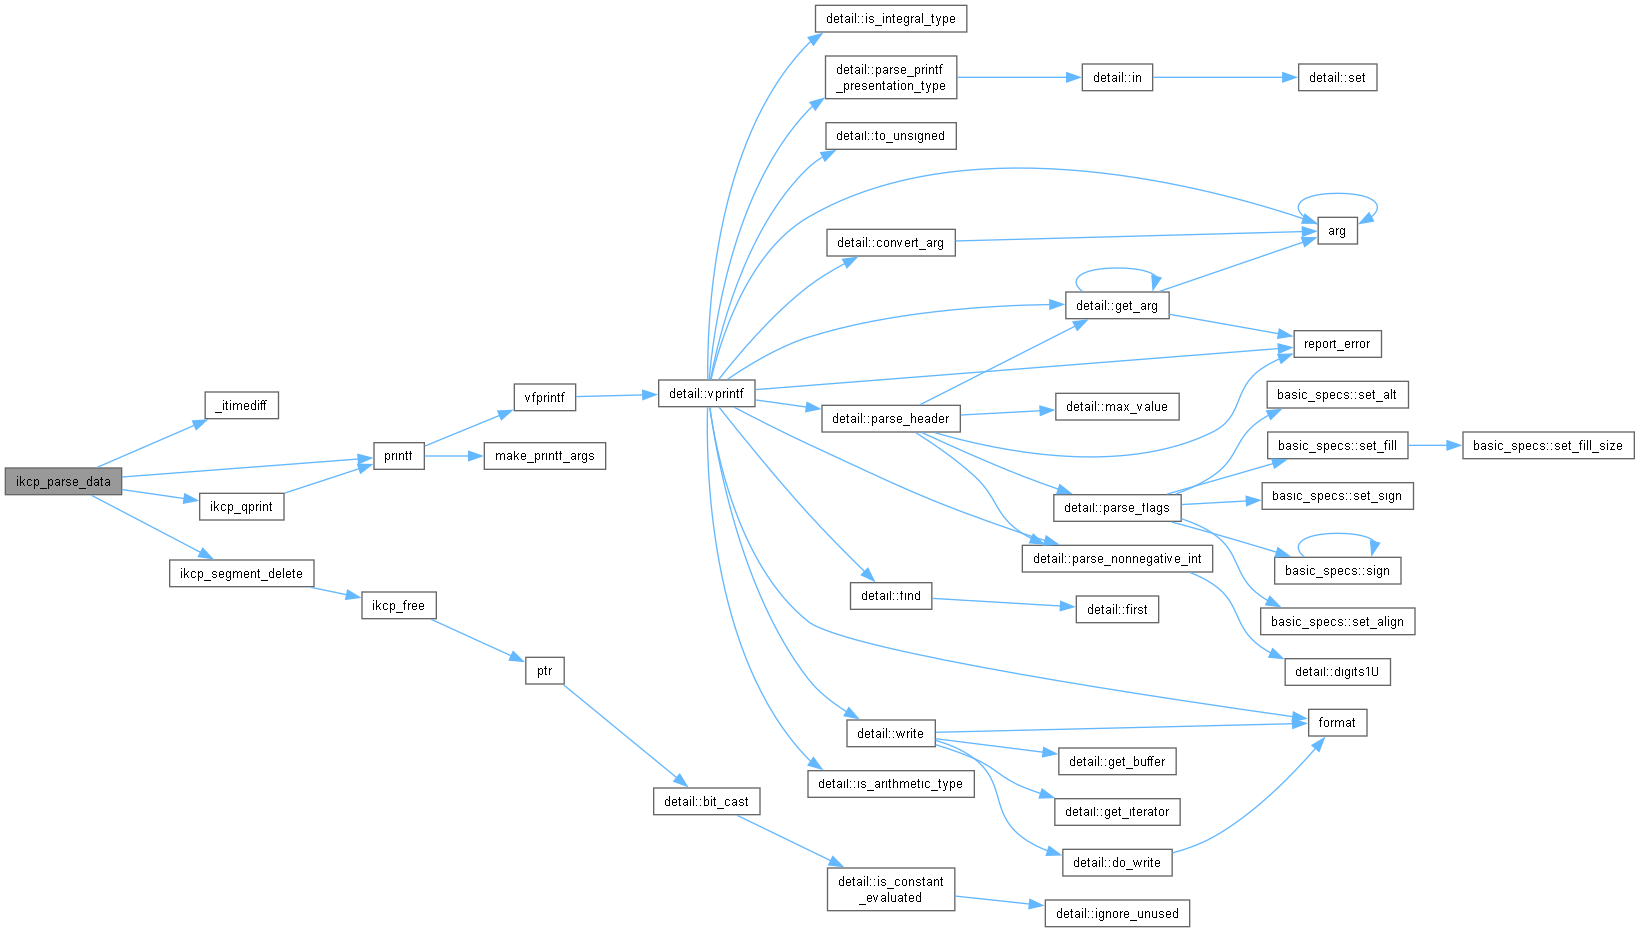 detail::is_integral_type
detail::parse_printf
_presentation_type
detail::in
detail::set
detail::to_unsigned
arg
detail::convert_arg
detail::get_arg
report_error
detail::vprintf
vfprintf
_itimediff
basic_specs::set_alt
detail::max_value
detail::parse_header
basic_specs::set_fill
basic_specs::set_fill_size
printf
make_printf_args
ikcp_parse_data
ikcp_qprint
basic_specs::set_sign
detail::parse_flags
detail::parse_nonnegative_int
basic_specs::sign
ikcp_segment_delete
ikcp_free
detail::find
detail::first
basic_specs::set_align
ptr
detail::digits10
format
detail::write
detail::get_buffer
detail::is_arithmetic_type
detail::get_iterator
detail::bit_cast
detail::do_write
detail::is_constant
_evaluated
detail::ignore_unused